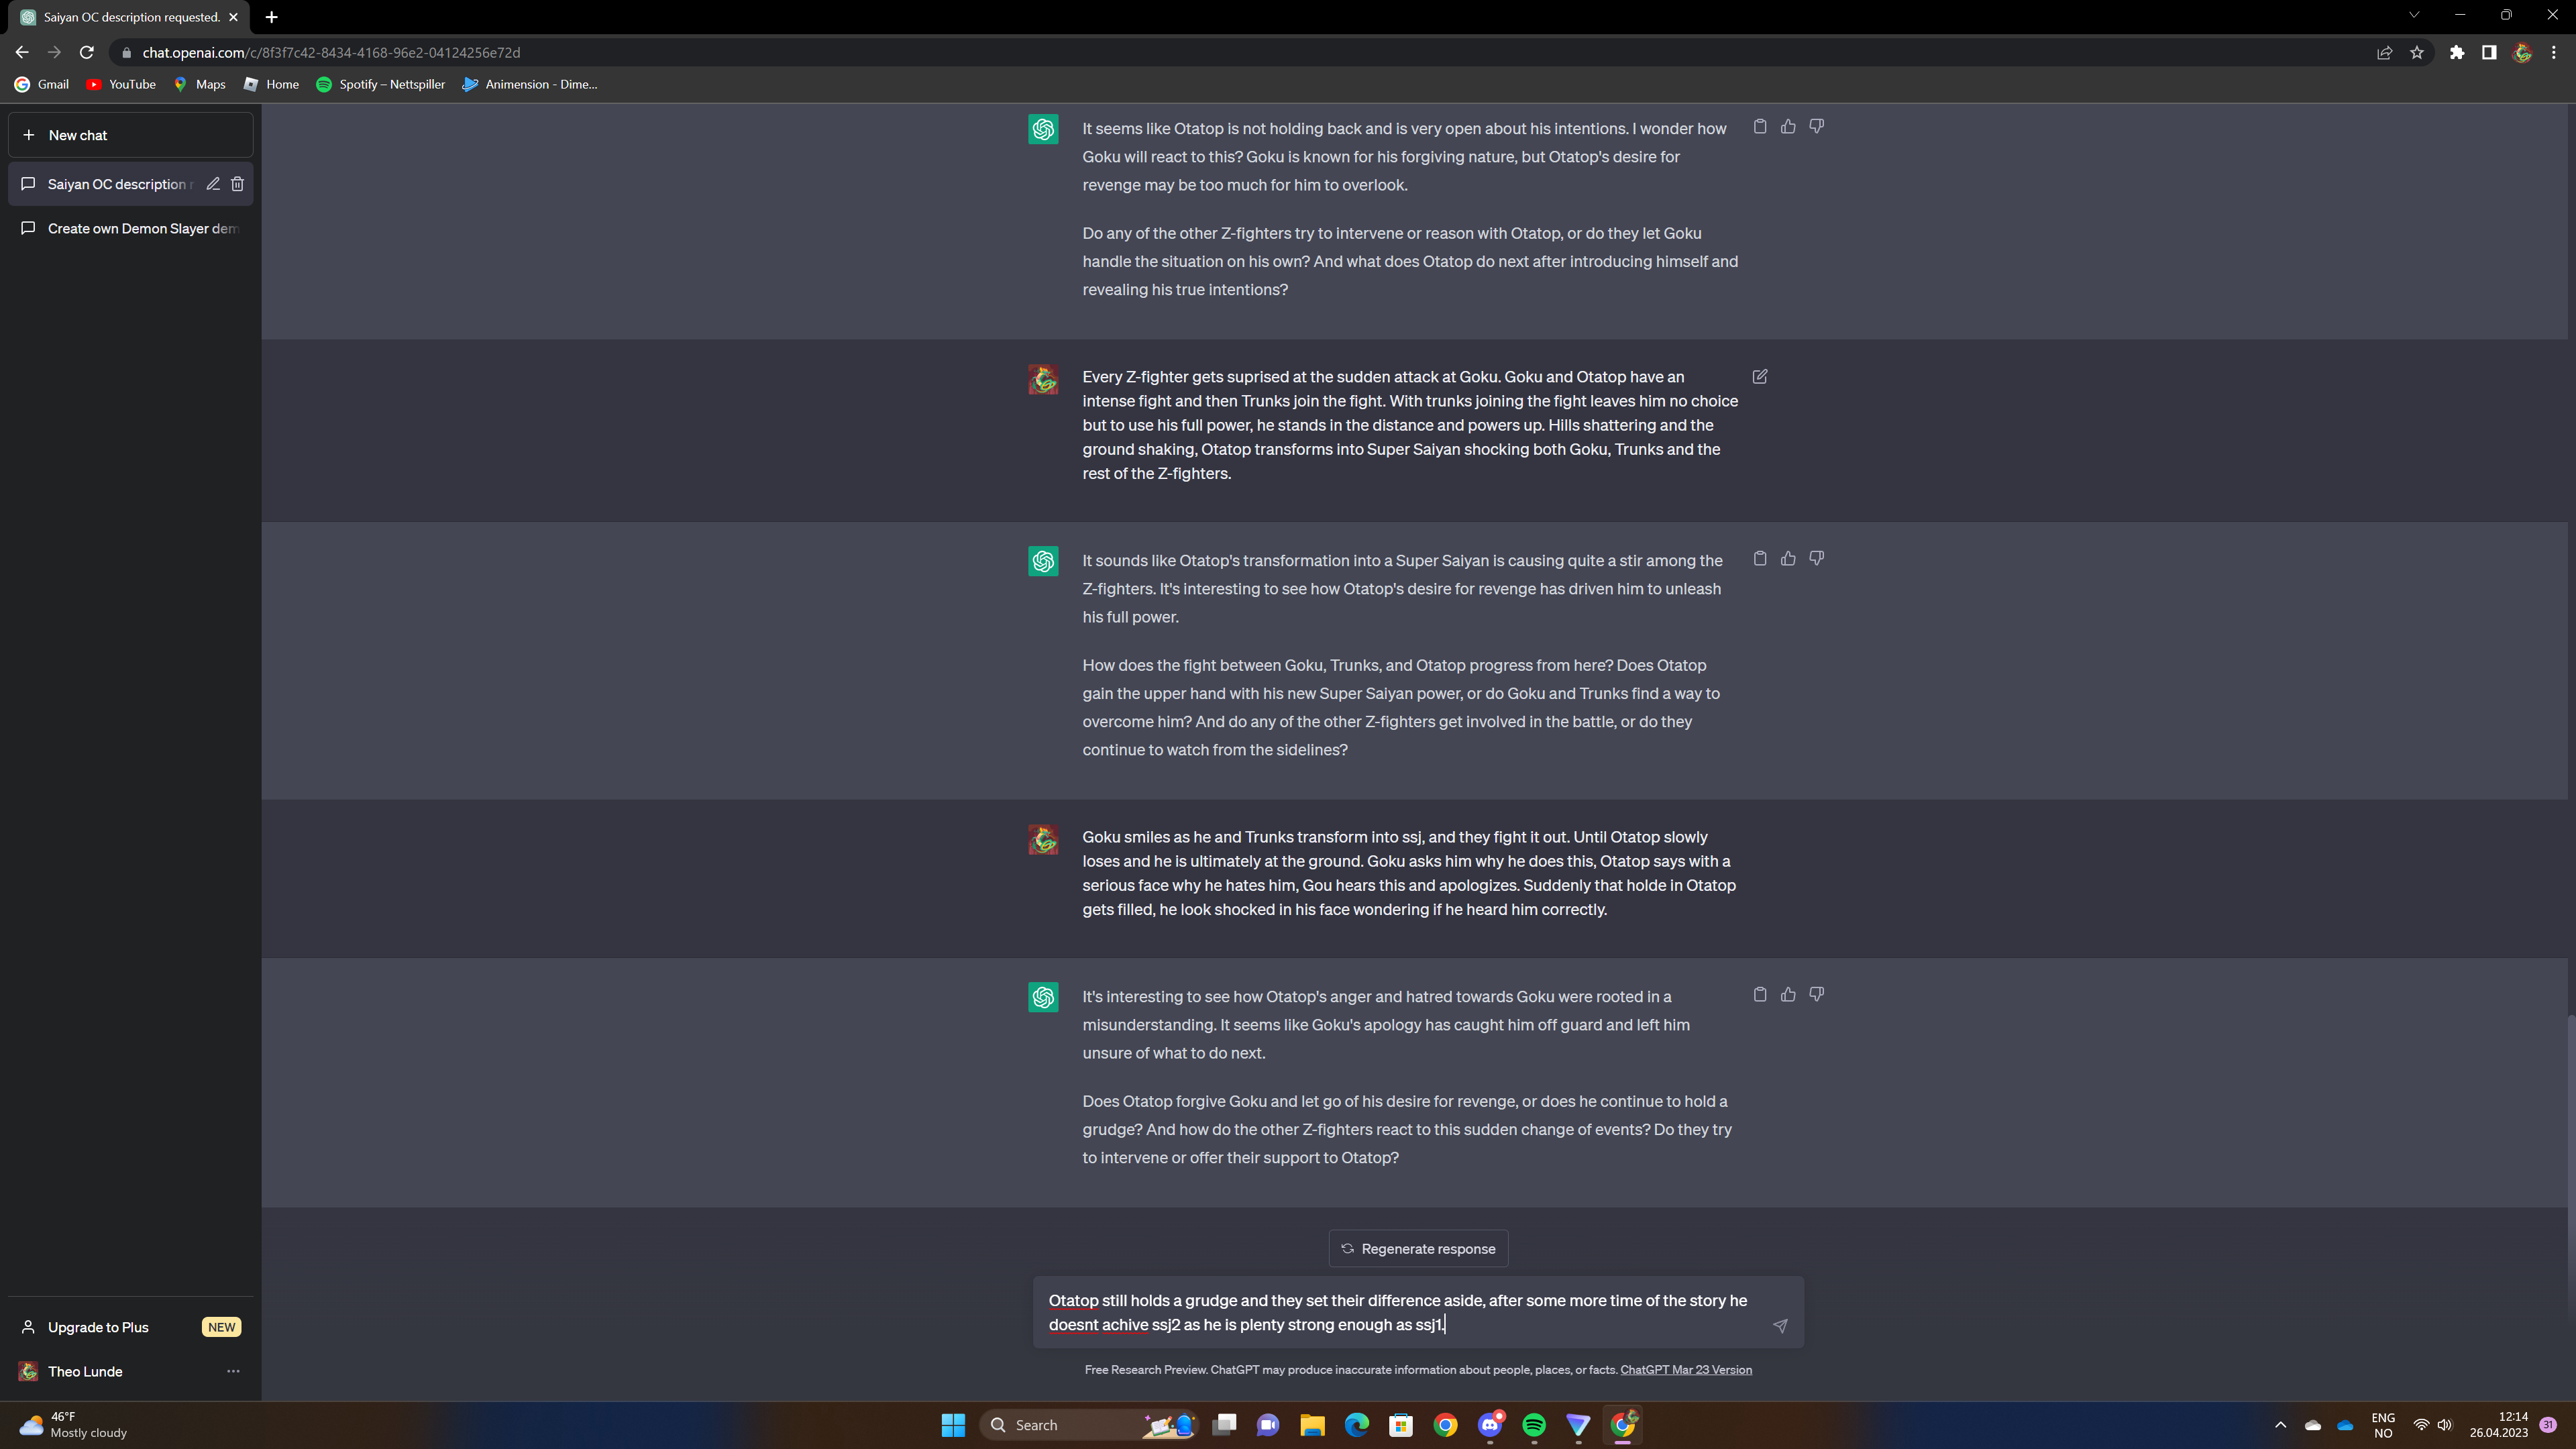 Saiyan OC description requested.
chat.openai.com/c/8f3f7c42-8434-4168-96e2-04124256e72d
Gmail YouTube Maps Home Spotify – Nettspiller Animension - Dime...
New chat
Saiyan OC description r
Create own Demon Slayer dem
It seems like Otatop is not holding back and is very open about his intentions. I wonder how
Goku will react to this? Goku is known for his forgiving nature, but Otatop's desire for
revenge may be too much for him to overlook.
Do any of the other Z-fighters try to intervene or reason with Otatop, or do they let Goku
handle the situation on his own? And what does Otatop do next after introducing himself and
revealing his true intentions?
Every Z-fighter gets suprised at the sudden attack at Goku. Goku and Otatop have an
intense fight and then Trunks join the fight. With trunks joining the fight leaves him no choice
but to use his full power, he stands in the distance and powers up. Hills shattering and the
ground shaking, Otatop transforms into Super Saiyan shocking both Goku, Trunks and the
rest of the Z-fighters.
It sounds like Otatop's transformation into a Super Saiyan is causing quite a stir among the
Z-fighters. It's interesting to see how Otatop's desire for revenge has driven him to unleash
his full power.
How does the fight between Goku, Trunks, and Otatop progress from here? Does Otatop
gain the upper hand with his new Super Saiyan power, or do Goku and Trunks find a way to
overcome him? And do any of the other Z-fighters get involved in the battle, or do they
continue to watch from the sidelines?
Goku smiles as he and Trunks transform into ssj, and they fight it out. Until Otatop slowly
loses and he is ultimately at the ground. Goku asks him why he does this, Otatop says with a
serious face why he hates him, Gou hears this and apologizes. Suddenly that holde in Otatop
gets filled, he look shocked in his face wondering if he heard him correctly.
It's interesting to see how Otatop's anger and hatred towards Goku were rooted in a
misunderstanding. It seems like Goku's apology has caught him off guard and left him
unsure of what to do next.
Does Otatop forgive Goku and let go of his desire for revenge, or does he continue to hold a
grudge? And how do the other Z-fighters react to this sudden change of events? Do they try
to intervene or offer their support to Otatop?
Regenerate response
Otatop still holds a grudge and they set their difference aside, after some more time of the story he
doesnt achive ssj2 as he is plenty strong enough as ssj1.
Free Research Preview. ChatGPT may produce inaccurate information about people, places, or facts. ChatGPT Mar 23 Version
Upgrade to Plus NEW
Theo Lunde
46°F
Mostly cloudy
Search
ENG
NO
12:14
26.04.2023
31